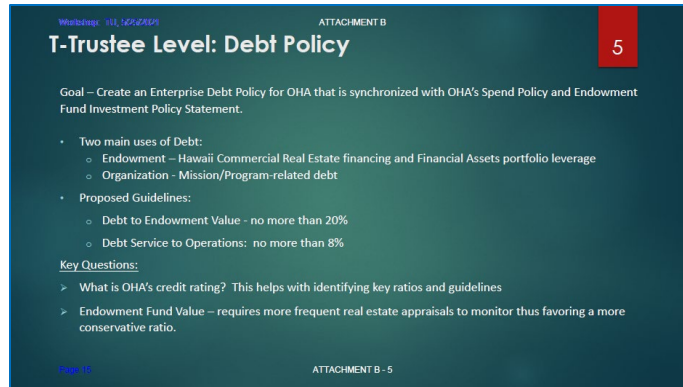 ATTACHMENT B
T-Trustee Level: Debt Policy
5
Goal – Create an Enterprise Debt Policy for OHA that is synchronized with OHA's Spend Policy and Endowment
Fund Investment Policy Statement.
• Two main uses of Debt:
o Endowment – Hawaii Commercial Real Estate financing and Financial Assets portfolio leverage
o Organization - Mission/Program-related debt
• Proposed Guidelines:
o Debt to Endowment Value - no more than 20%
o Debt Service to Operations: no more than 8%
Key Questions:
➢ What is OHA's credit rating? This helps with identifying key ratios and guidelines
➢ Endowment Fund Value – requires more frequent real estate appraisals to monitor thus favoring a more
conservative ratio.
Page 15
ATTACHMENT B - 5